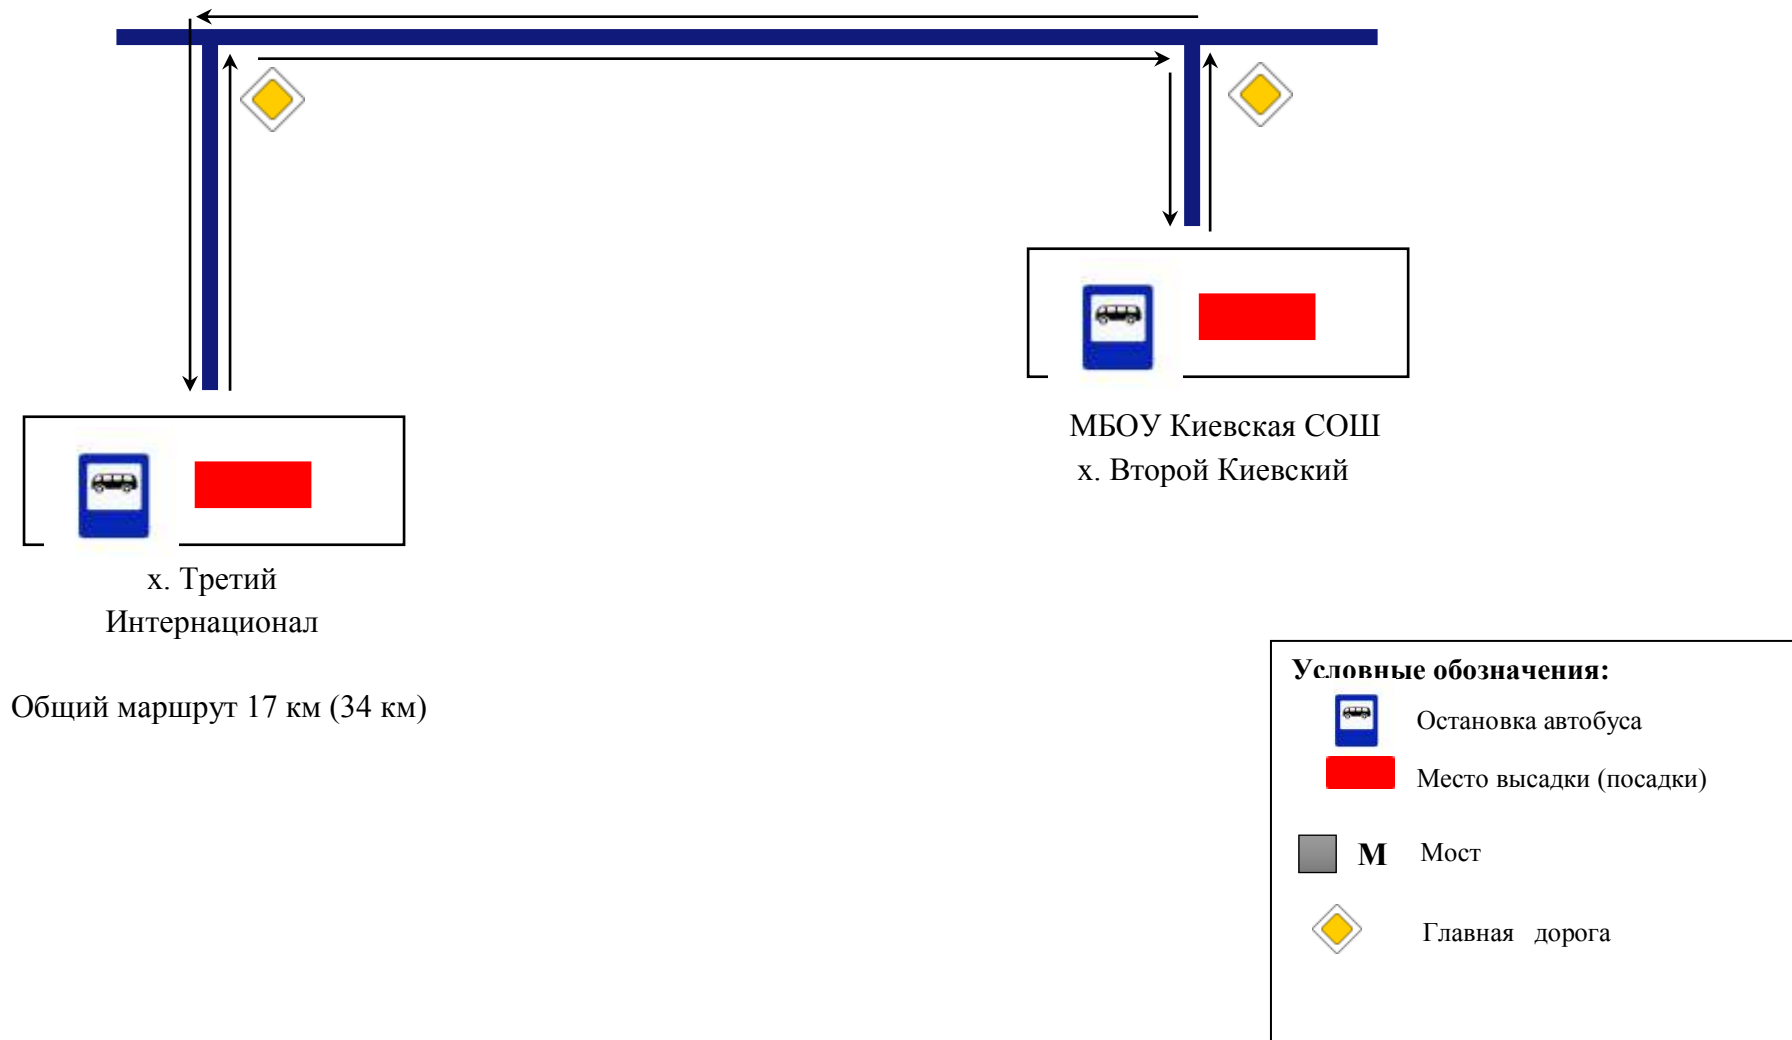 МБОУ Киевская СОШ
х. Второй Киевский
х. Третий
Интернационал
Общий маршрут 17 км (34 км)
Условные обозначения:
Остановка автобуса
Место высадки (посадки)
М Мост
Главная дорога